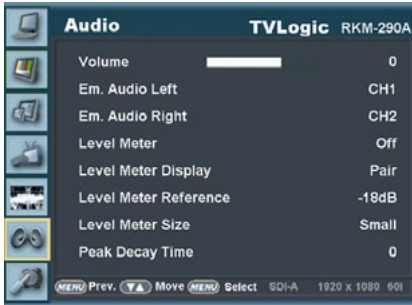 Audio TVLogic RKM-290A
Volume 0
Em. Audio Left CH1
Em. Audio Right CH2
Level Meter Off
Level Meter Display Pair
Level Meter Reference -18dB
Level Meter Size Small
Peak Decay Time 0
MENU Prev. ▼▲ Move MENU Select SDI-A 1920 x 1080 60I